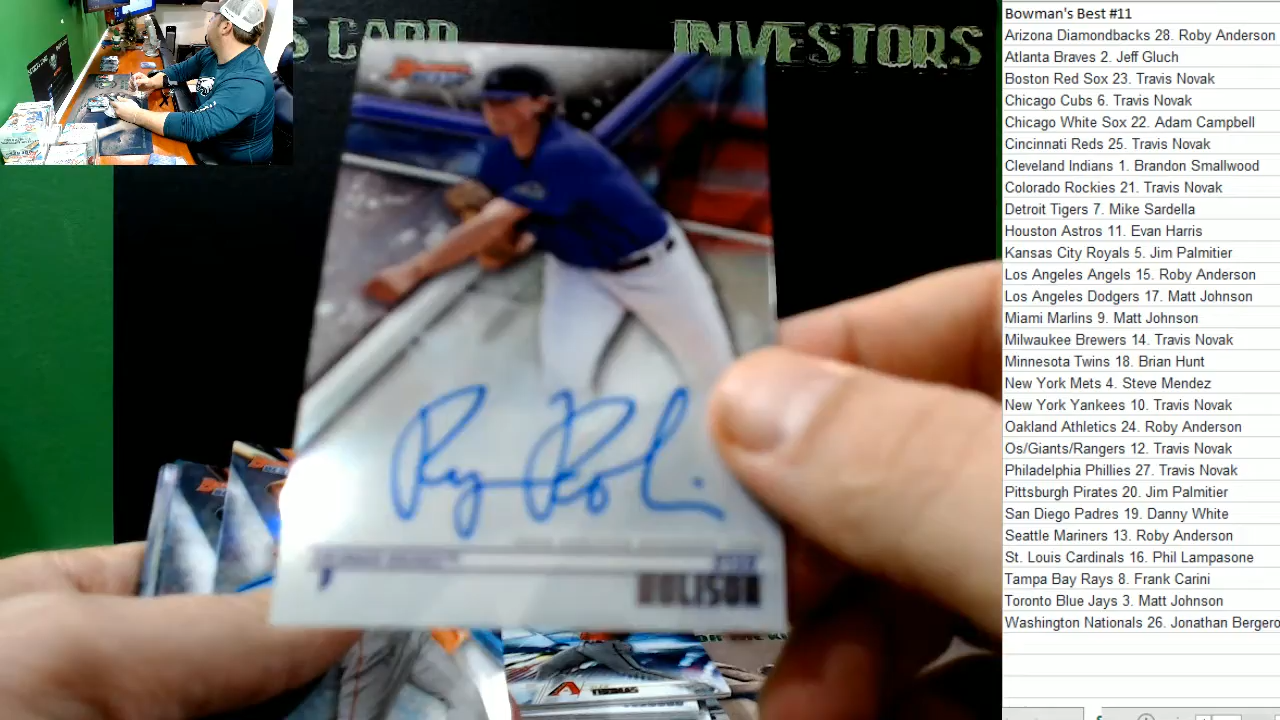 S CARD INVESTORS
ROLISON
THOMAS
Bowman's Best #11
Arizona Diamondbacks 28. Roby Anderson
Atlanta Braves 2. Jeff Gluch
Boston Red Sox 23. Travis Novak
Chicago Cubs 6. Travis Novak
Chicago White Sox 22. Adam Campbell
Cincinnati Reds 25. Travis Novak
Cleveland Indians 1. Brandon Smallwood
Colorado Rockies 21. Travis Novak
Detroit Tigers 7. Mike Sardella
Houston Astros 11. Evan Harris
Kansas City Royals 5. Jim Palmitier
Los Angeles Angels 15. Roby Anderson
Los Angeles Dodgers 17. Matt Johnson
Miami Marlins 9. Matt Johnson
Milwaukee Brewers 14. Travis Novak
Minnesota Twins 18. Brian Hunt
New York Mets 4. Steve Mendez
New York Yankees 10. Travis Novak
Oakland Athletics 24. Roby Anderson
Os/Giants/Rangers 12. Travis Novak
Philadelphia Phillies 27. Travis Novak
Pittsburgh Pirates 20. Jim Palmitier
San Diego Padres 19. Danny White
Seattle Mariners 13. Roby Anderson
St. Louis Cardinals 16. Phil Lampasone
Tampa Bay Rays 8. Frank Carini
Toronto Blue Jays 3. Matt Johnson
Washington Nationals 26. Jonathan Bergero